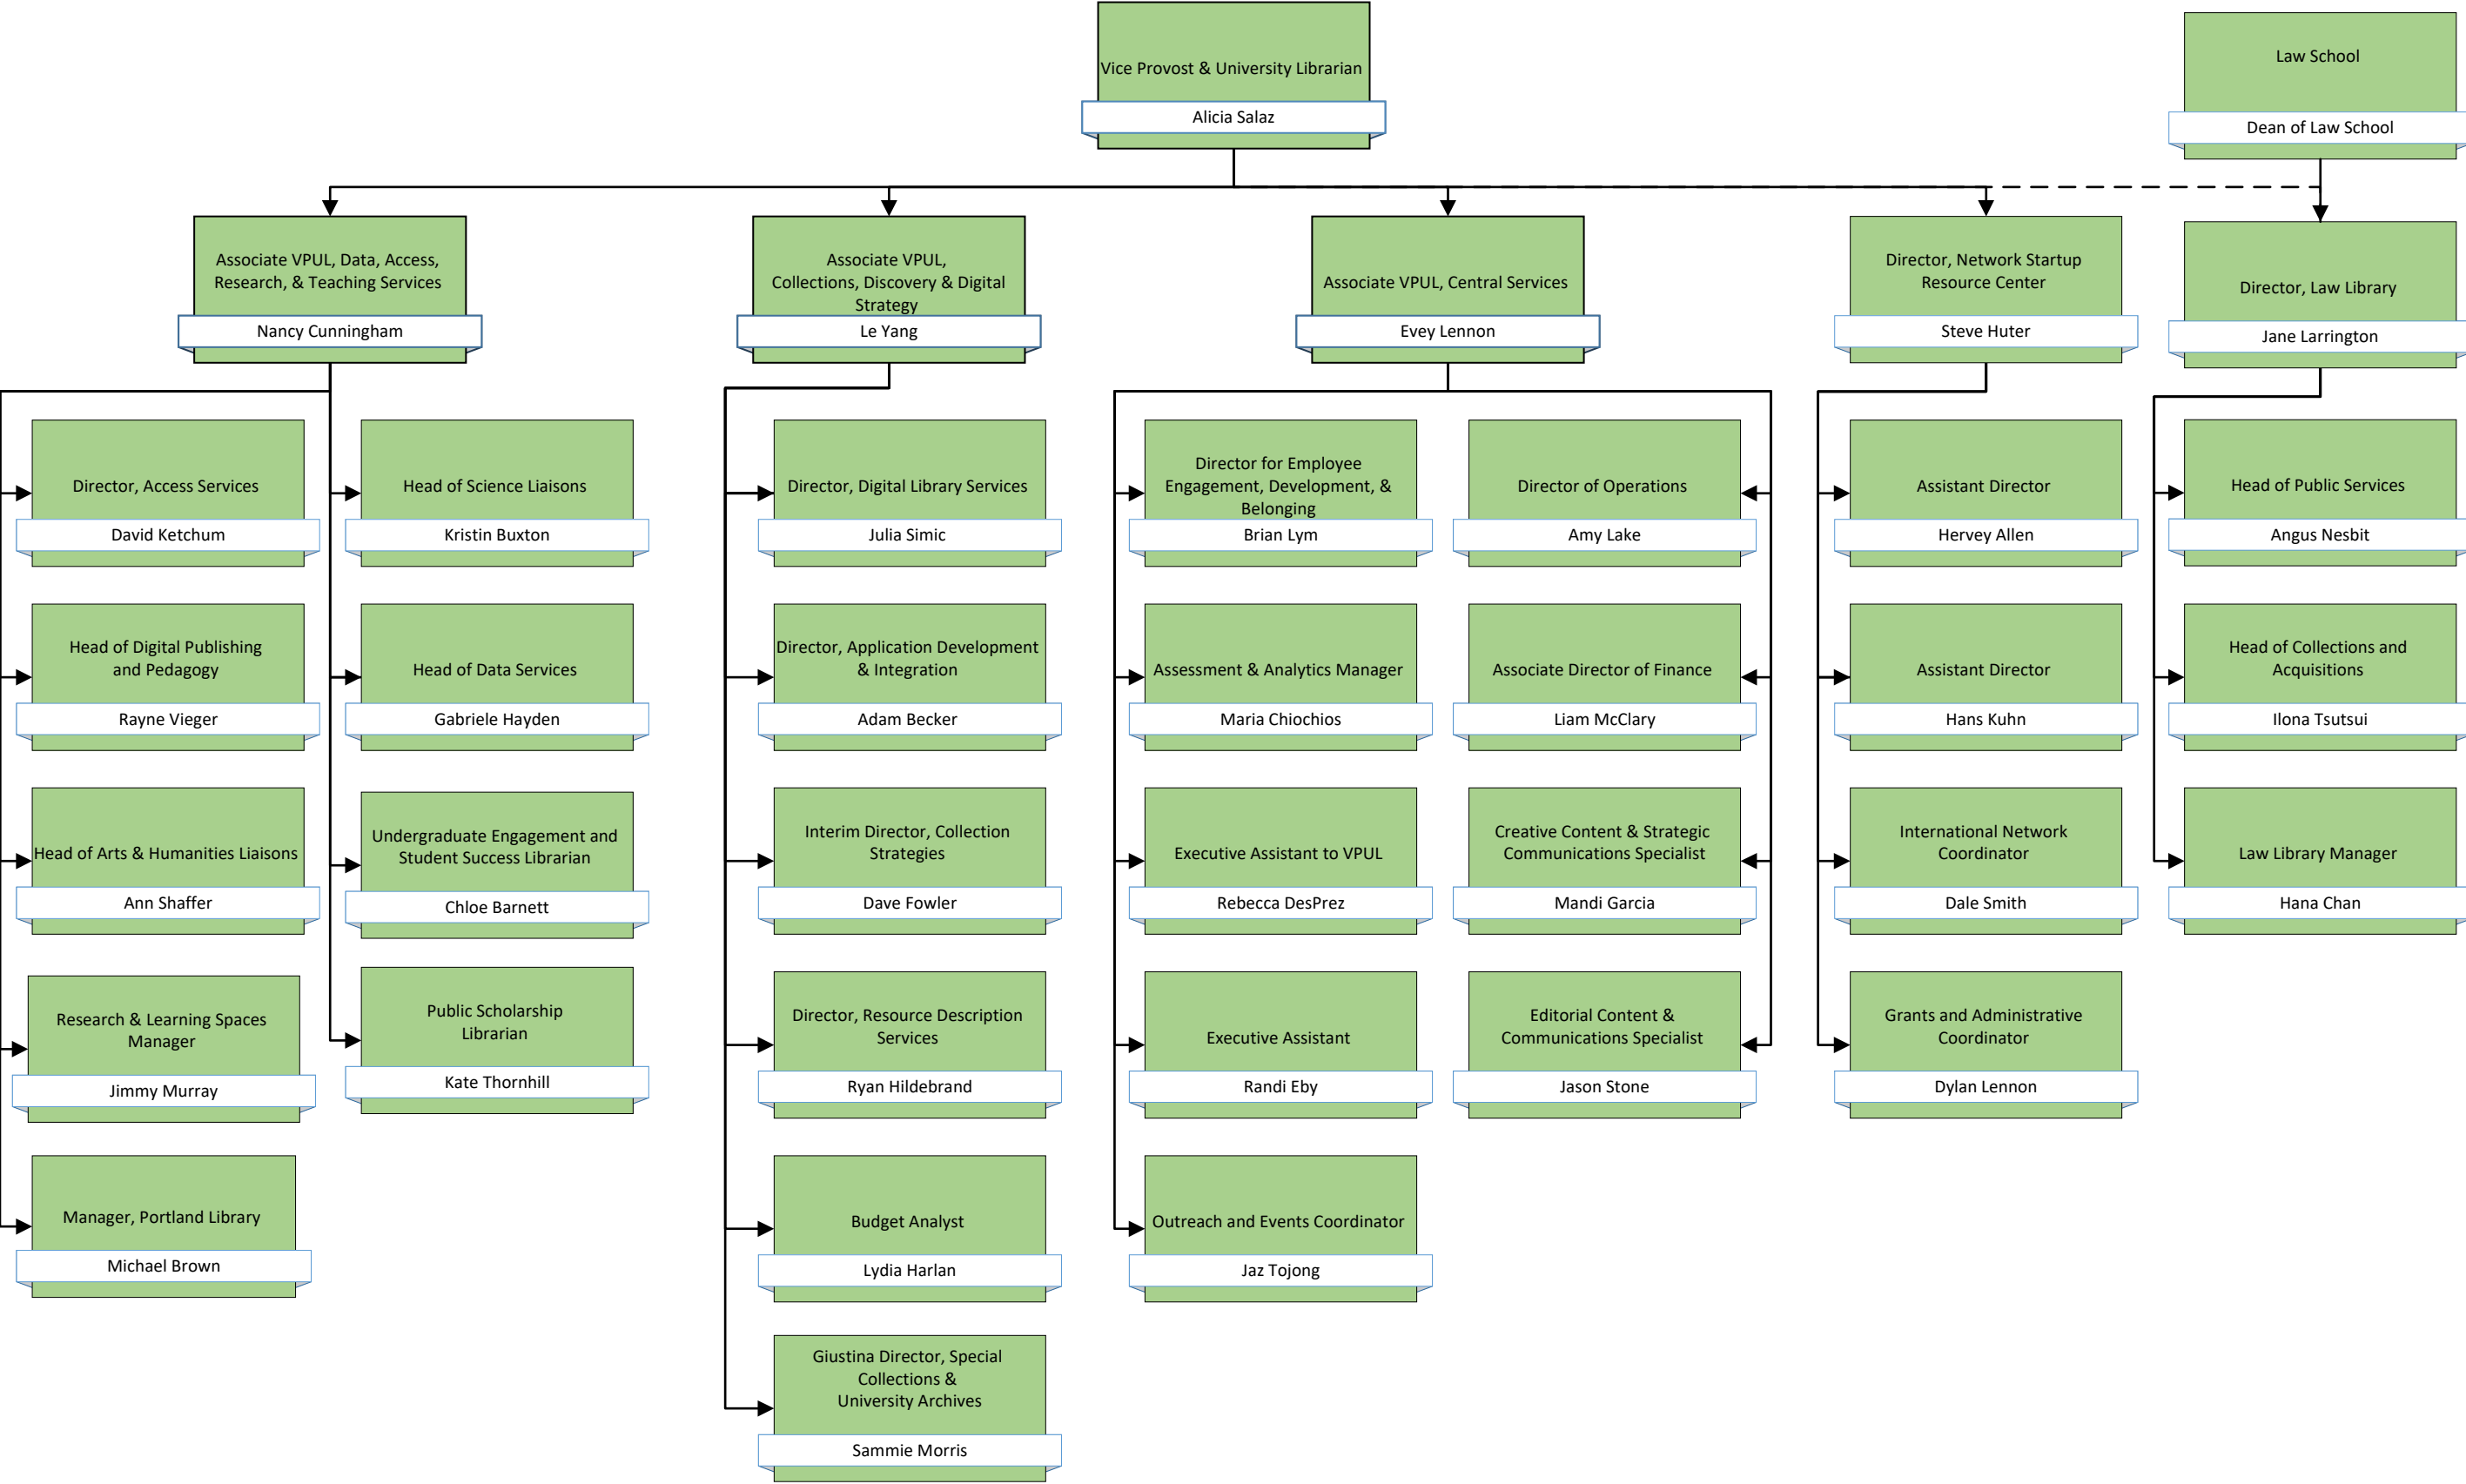 Vice Provost & University Librarian
Alicia Salaz
Law School
Dean of Law School
Associate VPUL, Data, Access,
Research, & Teaching Services
Nancy Cunningham
Associate VPUL,
Collections, Discovery & Digital
Strategy
Le Yang
Associate VPUL, Central Services
Evey Lennon
Director, Network Startup
Resource Center
Steve Huter
Director, Law Library
Jane Larrington
Director, Access Services
David Ketchum
Head of Science Liaisons
Kristin Buxton
Director, Digital Library Services
Julia Simic
Director for Employee
Engagement, Development, &
Belonging
Brian Lym
Director of Operations
Amy Lake
Assistant Director
Hervey Allen
Head of Public Services
Angus Nesbit
Head of Digital Publishing
and Pedagogy
Rayne Vieger
Head of Data Services
Gabriele Hayden
Director, Application Development
& Integration
Adam Becker
Assessment & Analytics Manager
Maria Chiochios
Associate Director of Finance
Liam McClary
Assistant Director
Hans Kuhn
Head of Collections and
Acquisitions
Ilona Tsutsui
Head of Arts & Humanities Liaisons
Ann Shaffer
Undergraduate Engagement and
Student Success Librarian
Chloe Barnett
Interim Director, Collection
Strategies
Dave Fowler
Executive Assistant to VPUL
Rebecca DesPrez
Creative Content & Strategic
Communications Specialist
Mandi Garcia
International Network
Coordinator
Dale Smith
Law Library Manager
Hana Chan
Research & Learning Spaces
Manager
Jimmy Murray
Public Scholarship
Librarian
Kate Thornhill
Director, Resource Description
Services
Ryan Hildebrand
Executive Assistant
Randi Eby
Editorial Content &
Communications Specialist
Jason Stone
Grants and Administrative
Coordinator
Dylan Lennon
Manager, Portland Library
Michael Brown
Budget Analyst
Lydia Harlan
Outreach and Events Coordinator
Jaz Tojong
Giustina Director, Special
Collections &
University Archives
Sammie Morris